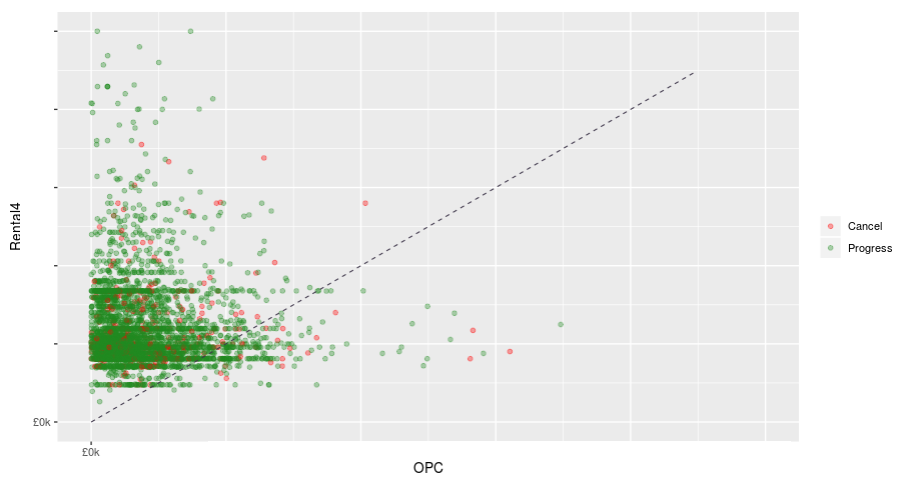 Rental4
£0k
£0k
OPC
Cancel
Progress